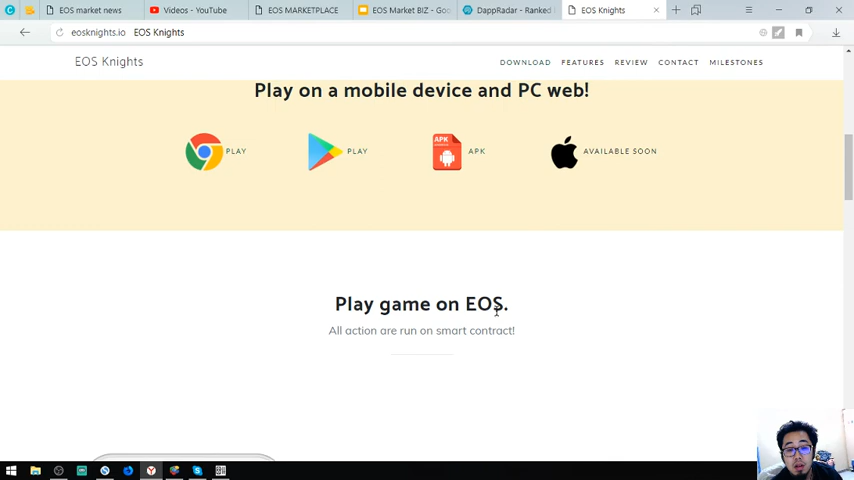 EOS market news
Videos - YouTube
EOS MARKETPLACE
EOS Market BIZ - Goo
DappRadar - Ranked
EOS Knights
eosknights.io EOS Knights
EOS Knights
DOWNLOAD FEATURES REVIEW CONTACT MILESTONES
Play on a mobile device and PC web!
PLAY
PLAY
APK
APK
AVAILABLE SOON
Play game on EOS.
All action are run on smart contract!